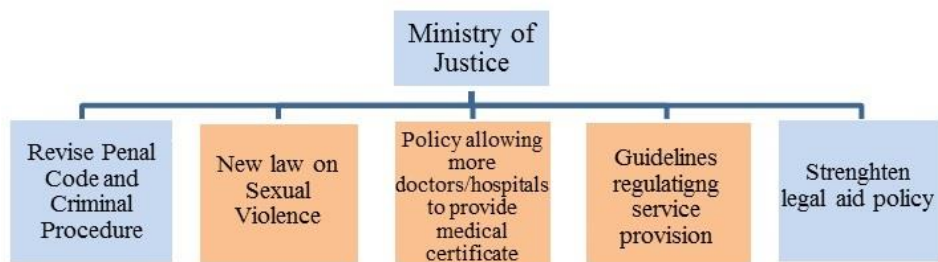 Ministry of
Justice
Revise Penal
Code and
Criminal
Procedure
New law on
Sexual
Violence
Policy allowing
more
doctors/hospitals
to provide
medical
certificate
Guidelines
regulatigng
service
provision
Strenghten
legal aid policy